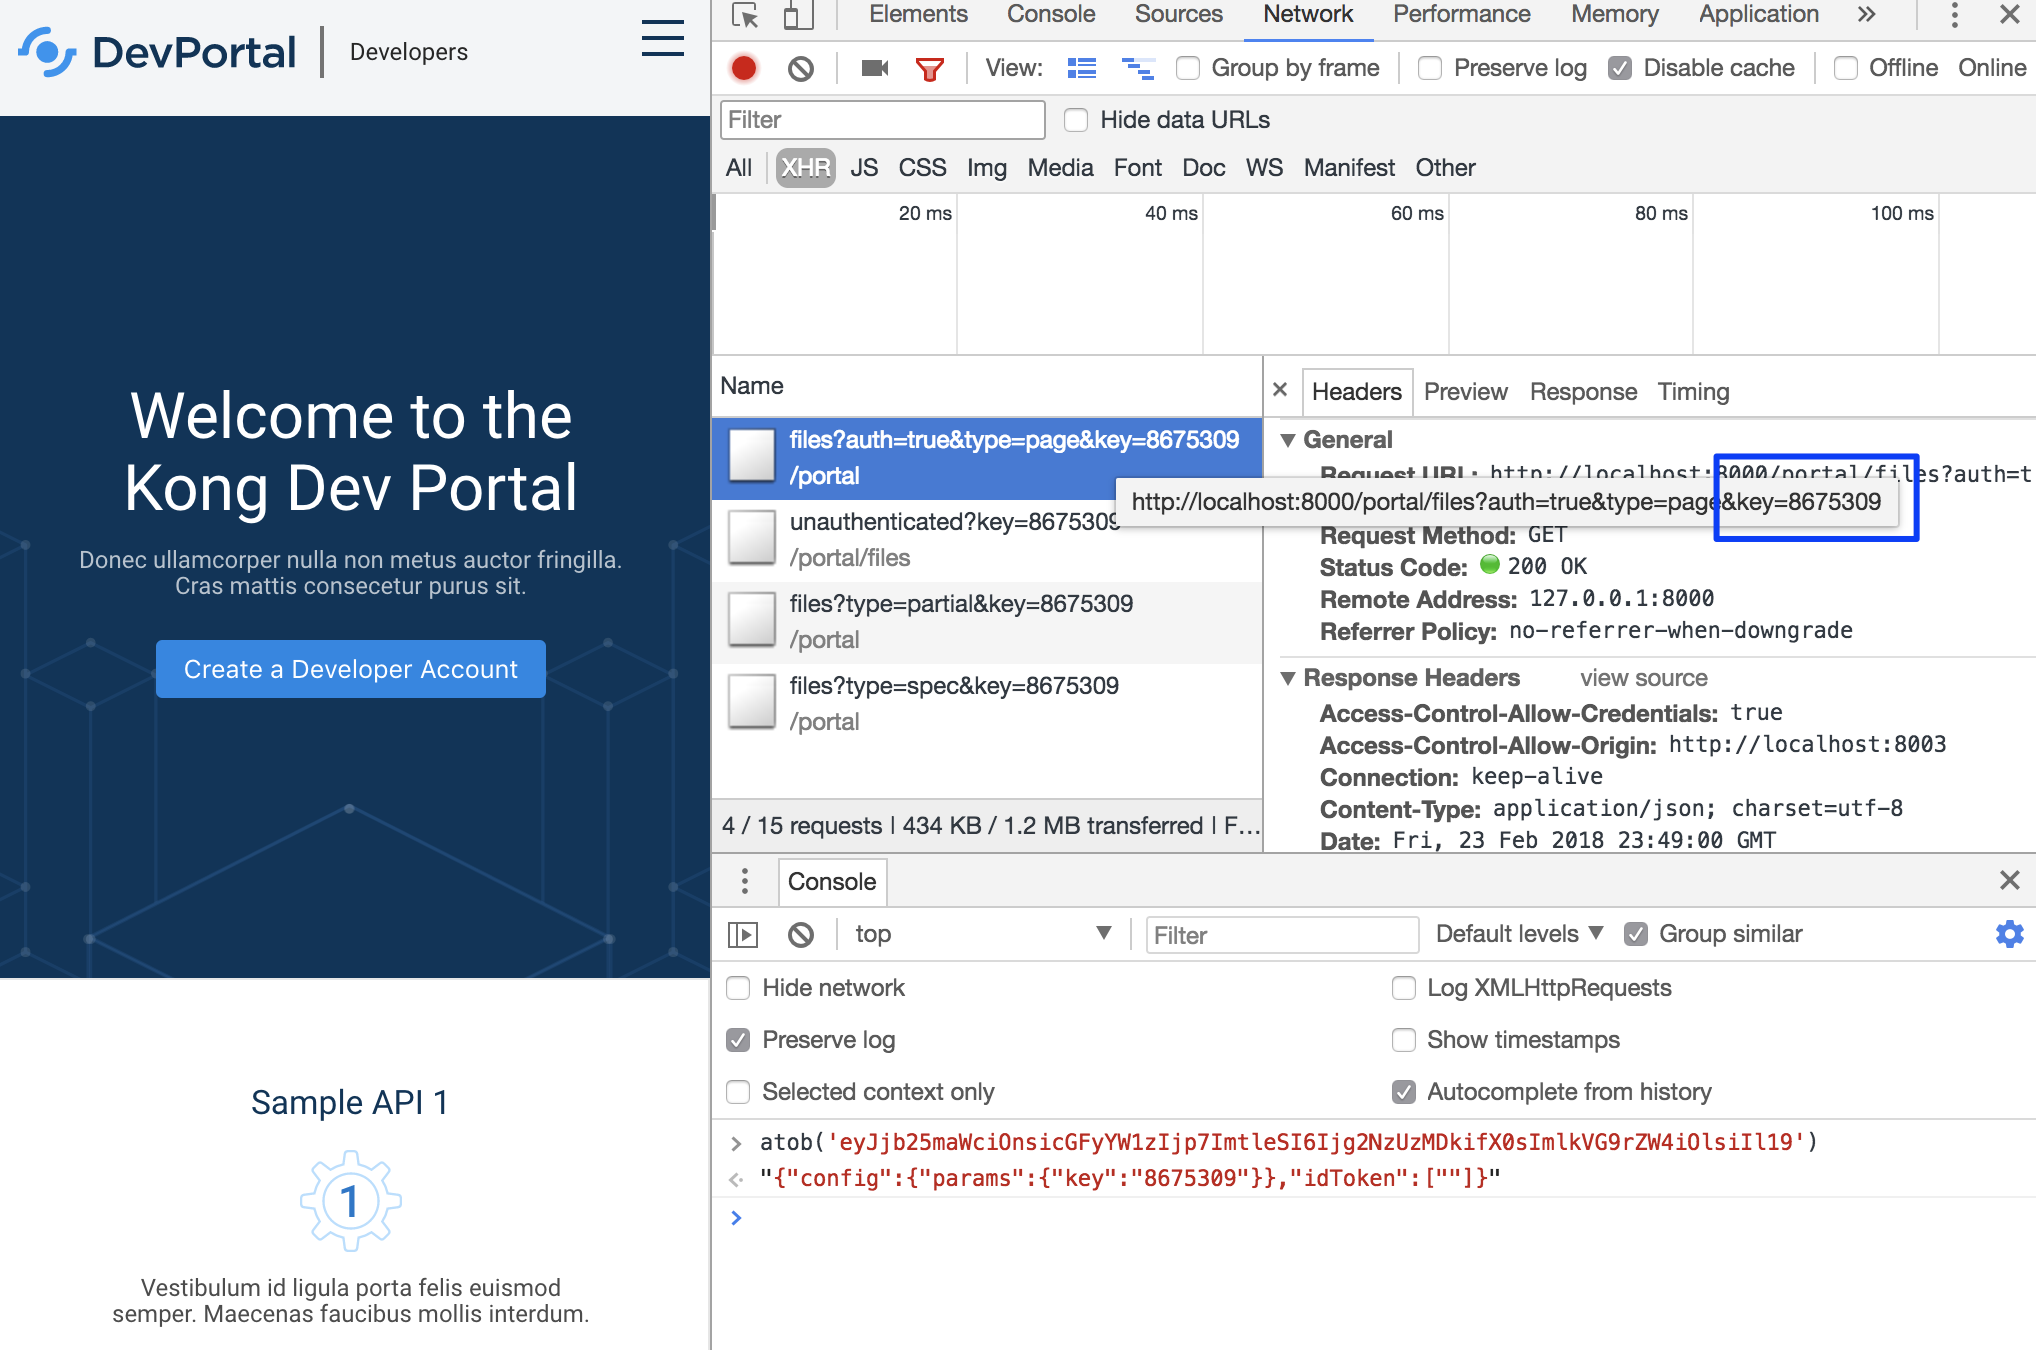 DevPortal
Developers
Welcome to the
Kong Dev Portal
Donec ullamcorper nulla non metus auctor fringilla.
Cras mattis consecetur purus sit.
Create a Developer Account
Sample API 1
1
Vestibulum id ligula porta felis euismod
semper. Maecenas faucibus mollis interdum.
Elements Console Sources Network Performance Memory Application »
View: Group by frame Preserve log Disable cache Offline Online
Filter Hide data URLs
All XHR JS CSS Img Media Font Doc WS Manifest Other
20 ms 40 ms 60 ms 80 ms 100 ms
Name
files?auth=true&type=page&key=8675309
/portal
unauthenticated?key=8675309
/portal/files
files?type=partial&key=8675309
/portal
files?type=spec&key=8675309
/portal
4 / 15 requests | 434 KB / 1.2 MB transferred | F...
Headers Preview Response Timing
General
Request URL: http://localhost:8000/portal/files?auth=t
http://localhost:8000/portal/files?auth=true&type=page&key=8675309
Request Method: GET
Status Code: 200 OK
Remote Address: 127.0.0.1:8000
Referrer Policy: no-referrer-when-downgrade
Response Headers view source
Access-Control-Allow-Credentials: true
Access-Control-Allow-Origin: http://localhost:8003
Connection: keep-alive
Content-Type: application/json; charset=utf-8
Date: Fri, 23 Feb 2018 23:49:00 GMT
Console
top Filter Default levels Group similar
Hide network Log XMLHttpRequests
Preserve log Show timestamps
Selected context only Autocomplete from history
> atob('eyJjb25maWciOnsicGFyYW1zIjp7ImtleSI6Ijg2NzUzMDkifX0sImlkVG9rZW4iOlsiIl19')
"{"config":{"params":{"key":"8675309"}},"idToken":[""]}"
>